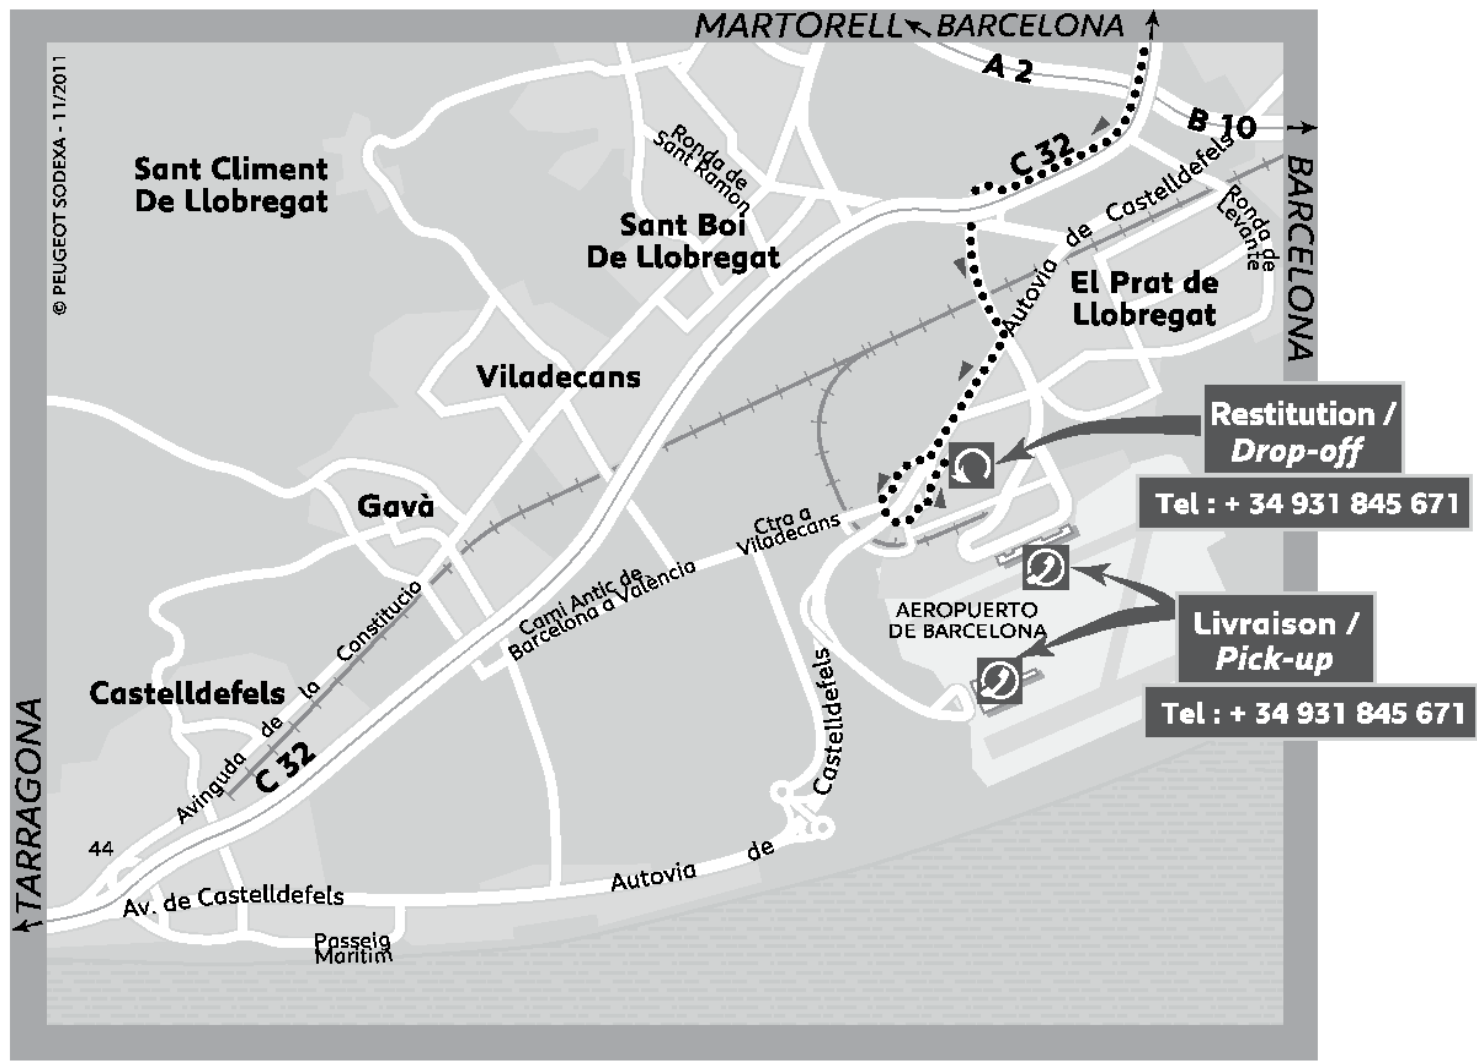 MARTORELL BARCELONA
A 2
B 10
C 32
© PEUGEOT SODEXA - 11/2011
Sant Climent
De Llobregat
Ronda de
Sant Ramon
Sant Boi
De Llobregat
Autovia de Castelldefels
Ronda de
Levante
BARCELONA
El Prat de
Llobregat
Viladecans
Restitution /
Drop-off
Tel : + 34 931 845 671
Gavà
Ctra a
Viladecans
Cami Antic de
Barcelona a València
AEROPUERTO
DE BARCELONA
Livraison /
Pick-up
Tel : + 34 931 845 671
Castelldefels
Avinguda de la Constitucio
C 32
TARRAGONA
44
Av. de Castelldefels
Autovia de Castelldefels
Passeig
Maritim